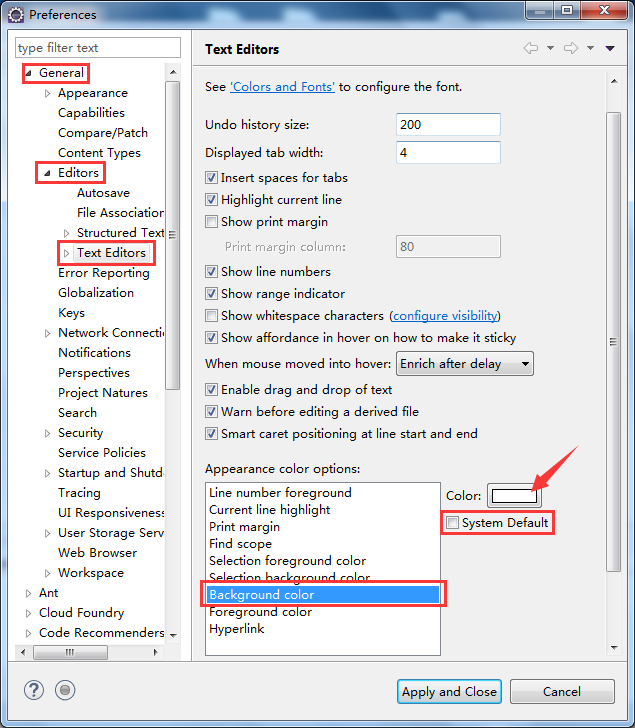 Preferences
type filter text
General
Appearance
Capabilities
Compare/Patch
Content Types
Editors
Autosave
File Association
Structured Text
Text Editors
Error Reporting
Globalization
Keys
Network Connectio
Notifications
Perspectives
Project Natures
Search
Security
Service Policies
Startup and Shutdo
Tracing
UI Responsiveness
User Storage Servi
Web Browser
Workspace
Ant
Cloud Foundry
Code Recommenders
Text Editors
See 'Colors and Fonts' to configure the font.
Undo history size: 200
Displayed tab width: 4
Insert spaces for tabs
Highlight current line
Show print margin
Print margin column: 80
Show line numbers
Show range indicator
Show whitespace characters (configure visibility)
Show affordance in hover on how to make it sticky
When mouse moved into hover: Enrich after delay
Enable drag and drop of text
Warn before editing a derived file
Smart caret positioning at line start and end
Appearance color options:
Line number foreground
Current line highlight
Print margin
Find scope
Selection foreground color
Selection background color
Background color
Foreground color
Hyperlink
Color:
System Default
?
Apply and Close
Cancel